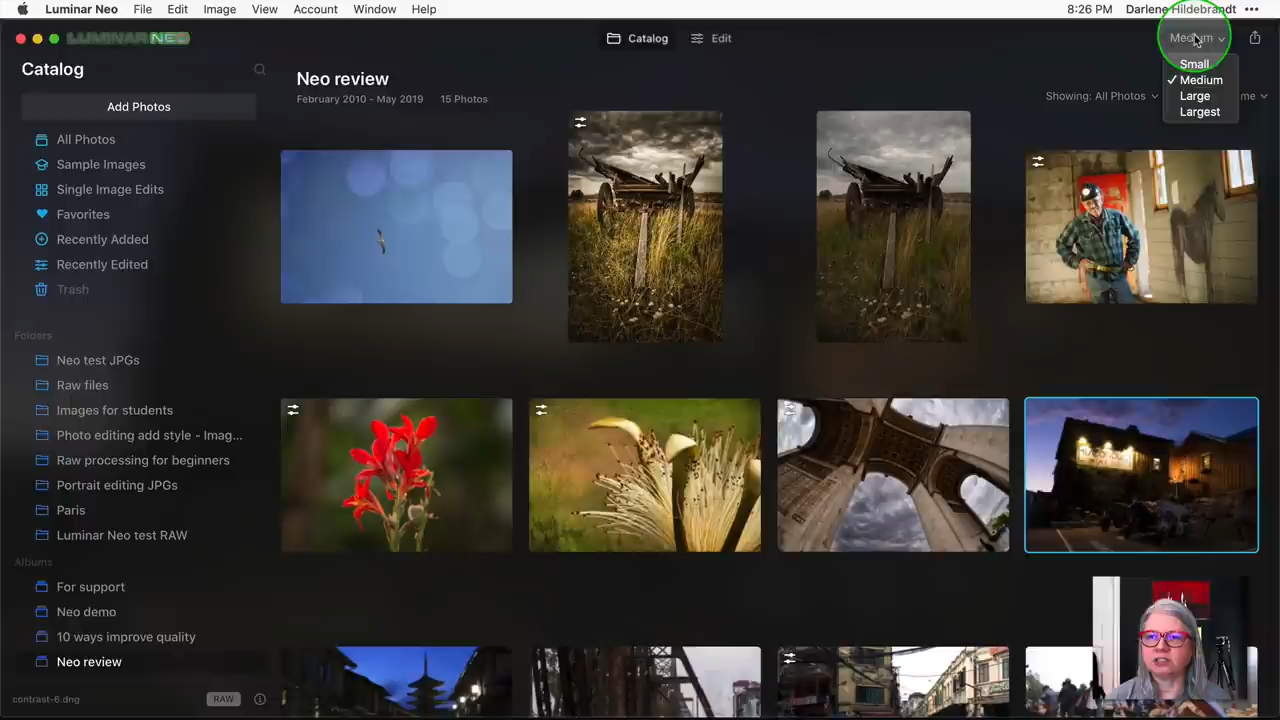 Luminar Neo File Edit Image View Account Window Help 8:26 PM Darlene Hildebrandt
LUMINAR NEO Catalog Edit Medium
Catalog
Add Photos
All Photos
Sample Images
Single Image Edits
Favorites
Recently Added
Recently Edited
Trash
Folders
Neo test JPGs
Raw files
Images for students
Photo editing add style - Imag...
Raw processing for beginners
Portrait editing JPGs
Paris
Luminar Neo test RAW
Albums
For support
Neo demo
10 ways improve quality
Neo review
contrast-6.dng RAW
Neo review
February 2010 - May 2019 15 Photos
Showing: All Photos
Small
Medium
Large
Largest